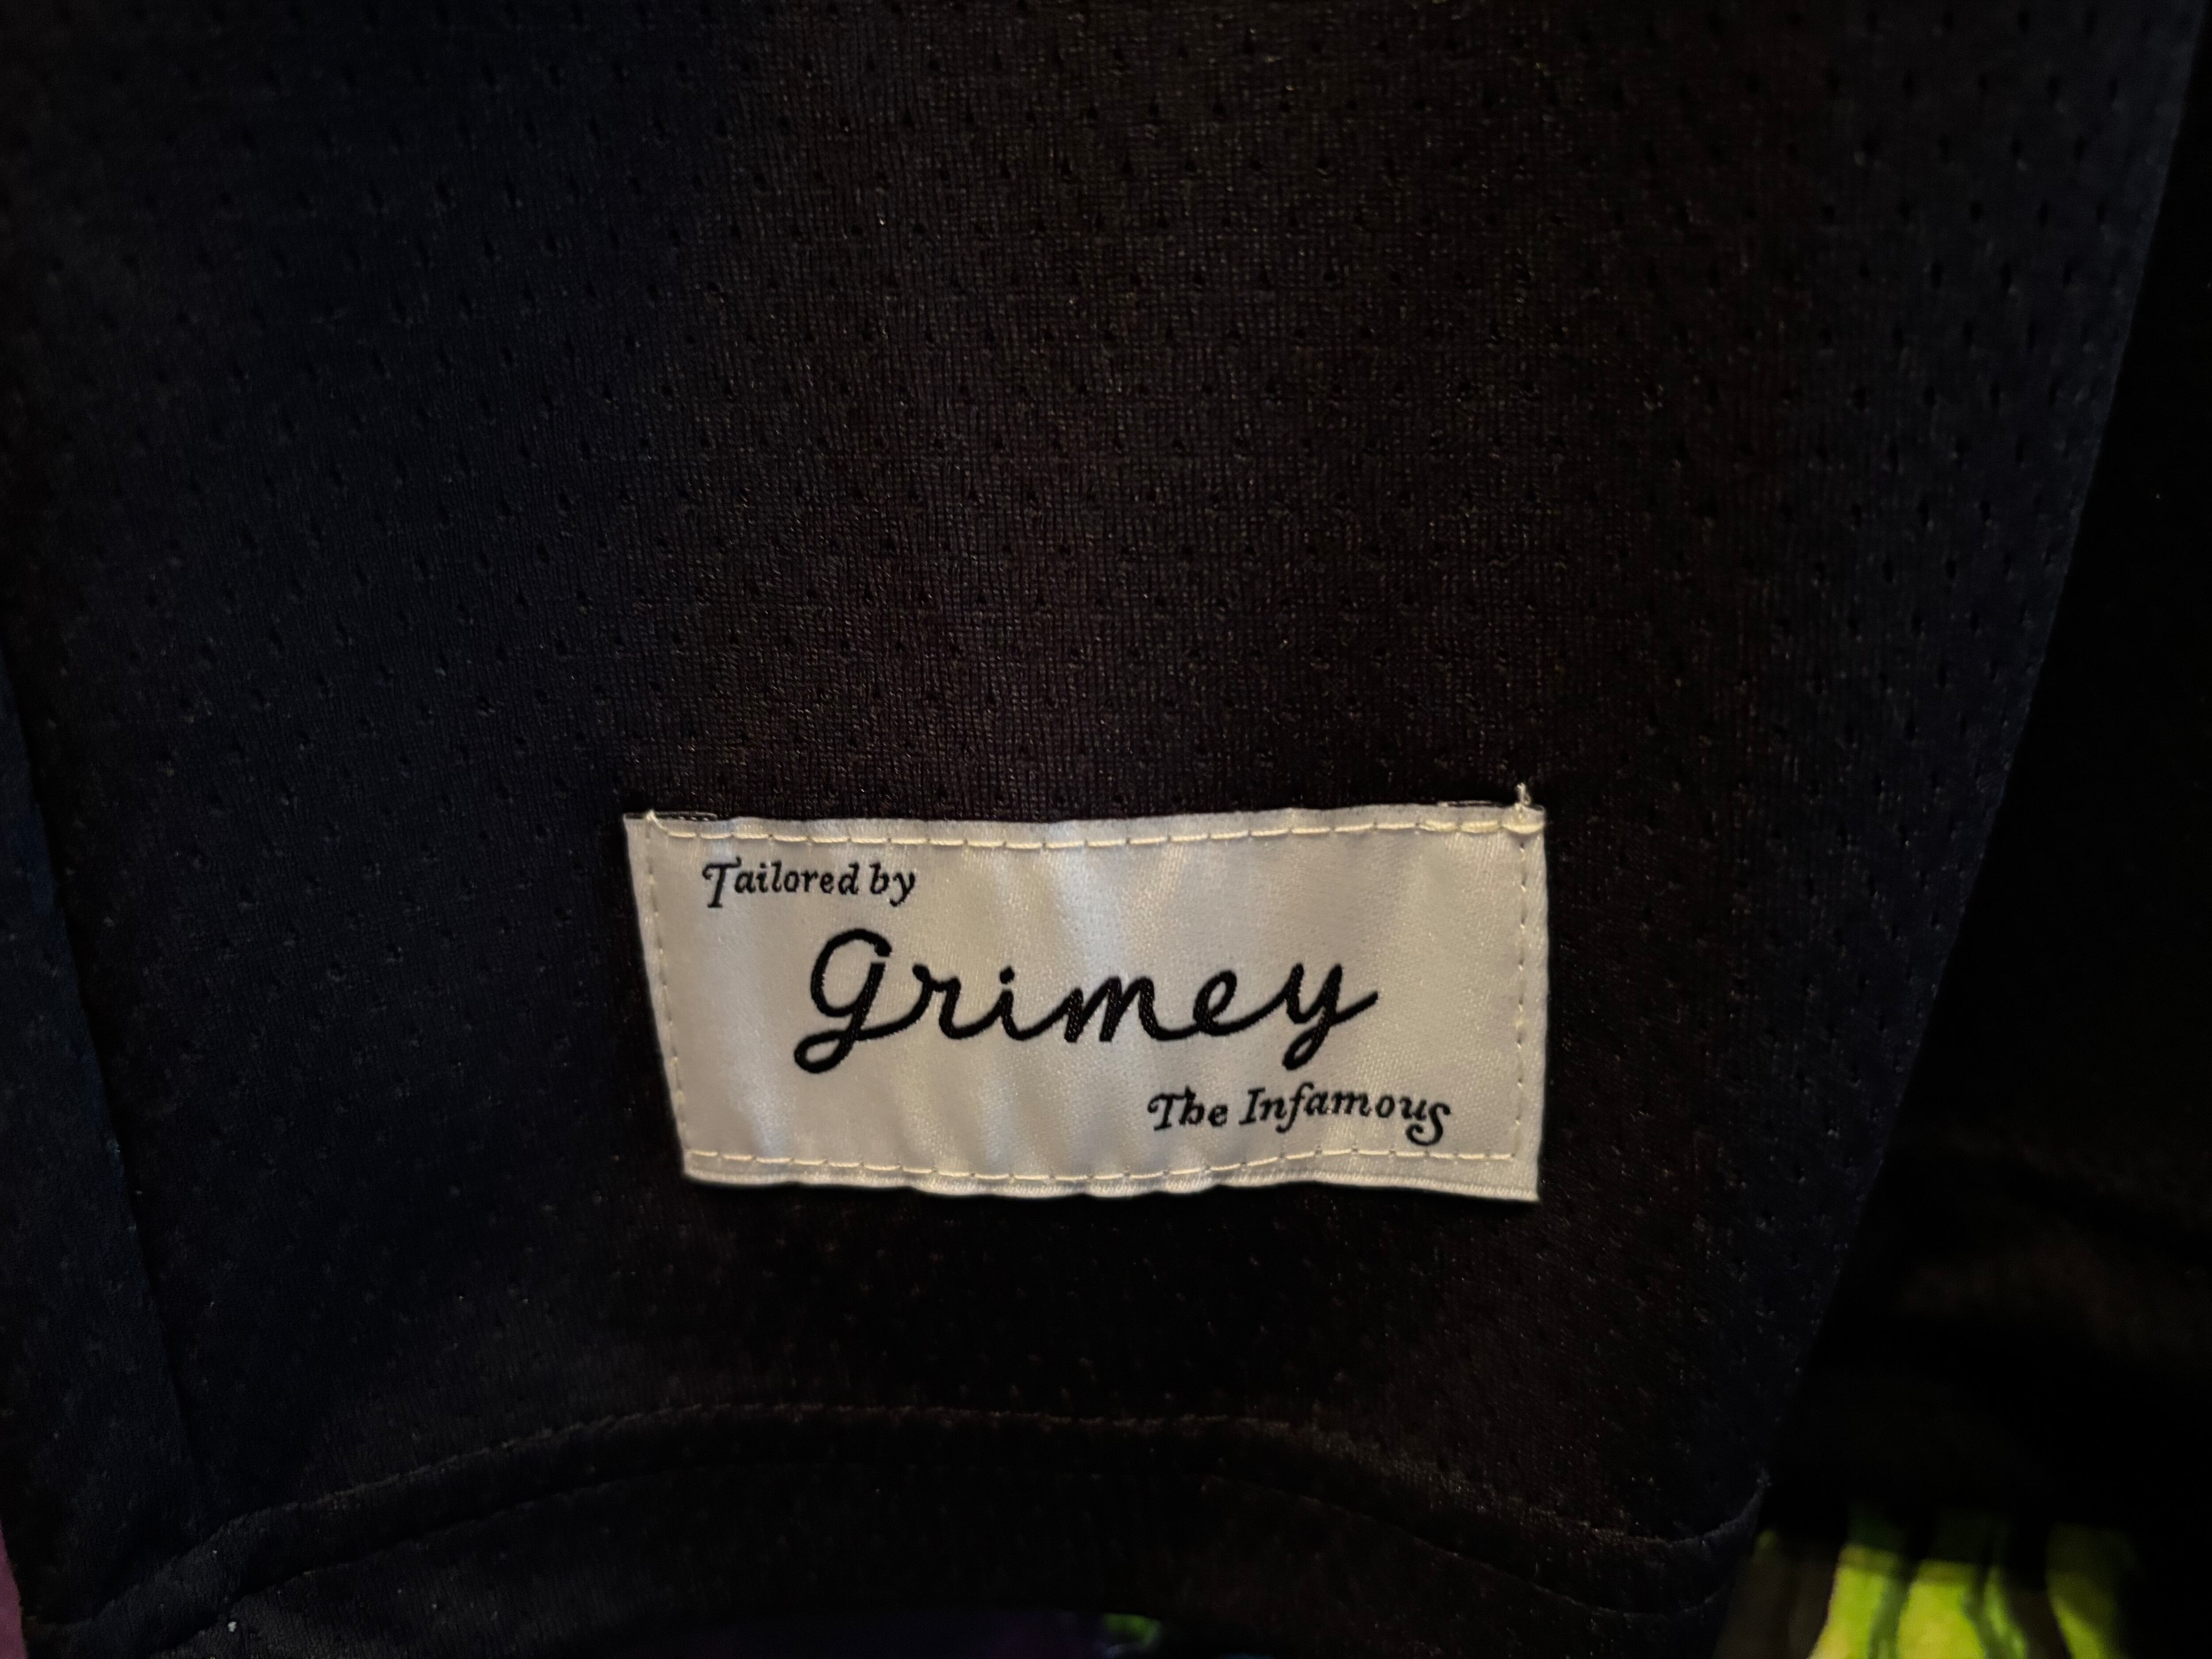 Tailored by
Grimey
The Infamous